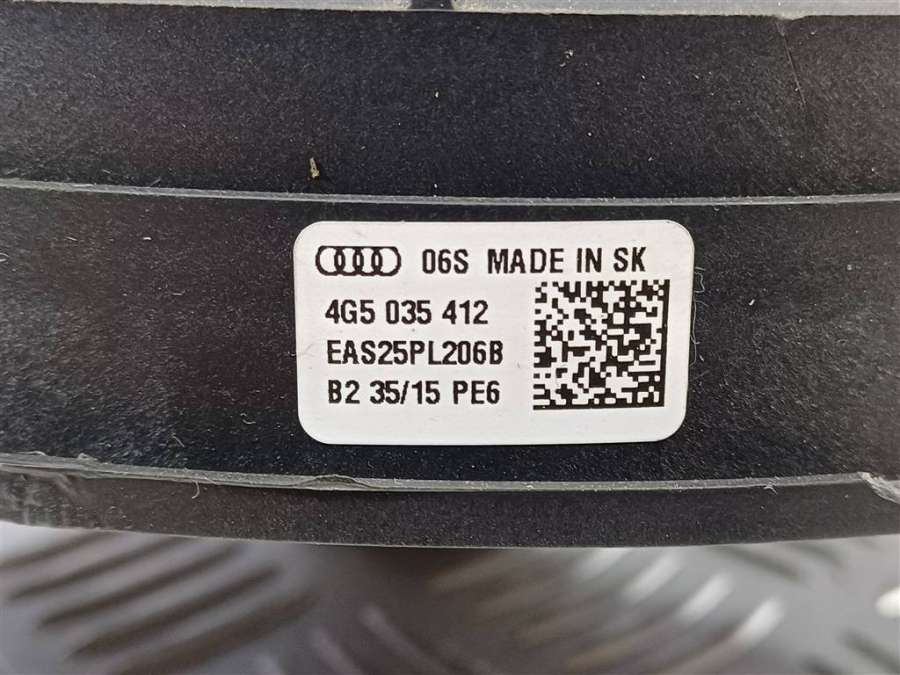 06S MADE IN SK
4G5 035 412
EAS25PL206B
B2 35/15 PE6